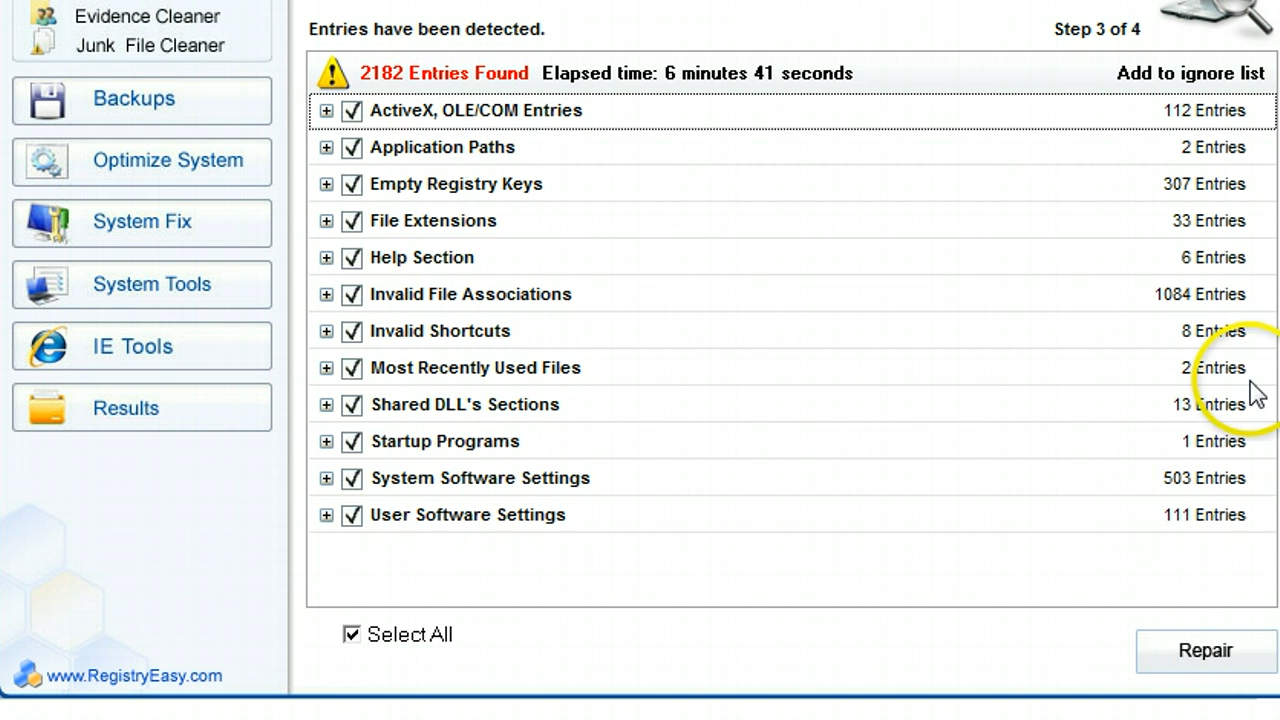 Evidence Cleaner
Junk File Cleaner
Backups
Optimize System
System Fix
System Tools
IE Tools
Results
www.RegistryEasy.com
Entries have been detected.
Step 3 of 4
2182 Entries Found Elapsed time: 6 minutes 41 seconds Add to ignore list
ActiveX, OLE/COM Entries 112 Entries
Application Paths 2 Entries
Empty Registry Keys 307 Entries
File Extensions 33 Entries
Help Section 6 Entries
Invalid File Associations 1084 Entries
Invalid Shortcuts 8 Entries
Most Recently Used Files 2 Entries
Shared DLL's Sections 13 Entries
Startup Programs 1 Entries
System Software Settings 503 Entries
User Software Settings 111 Entries
Select All
Repair